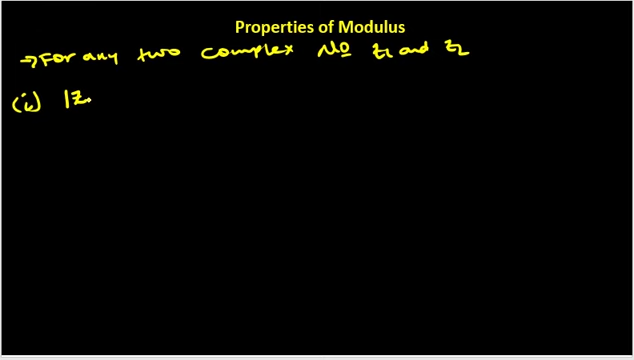 Properties of Modulus
→ For any two complex No z1 and z2
(i) |z